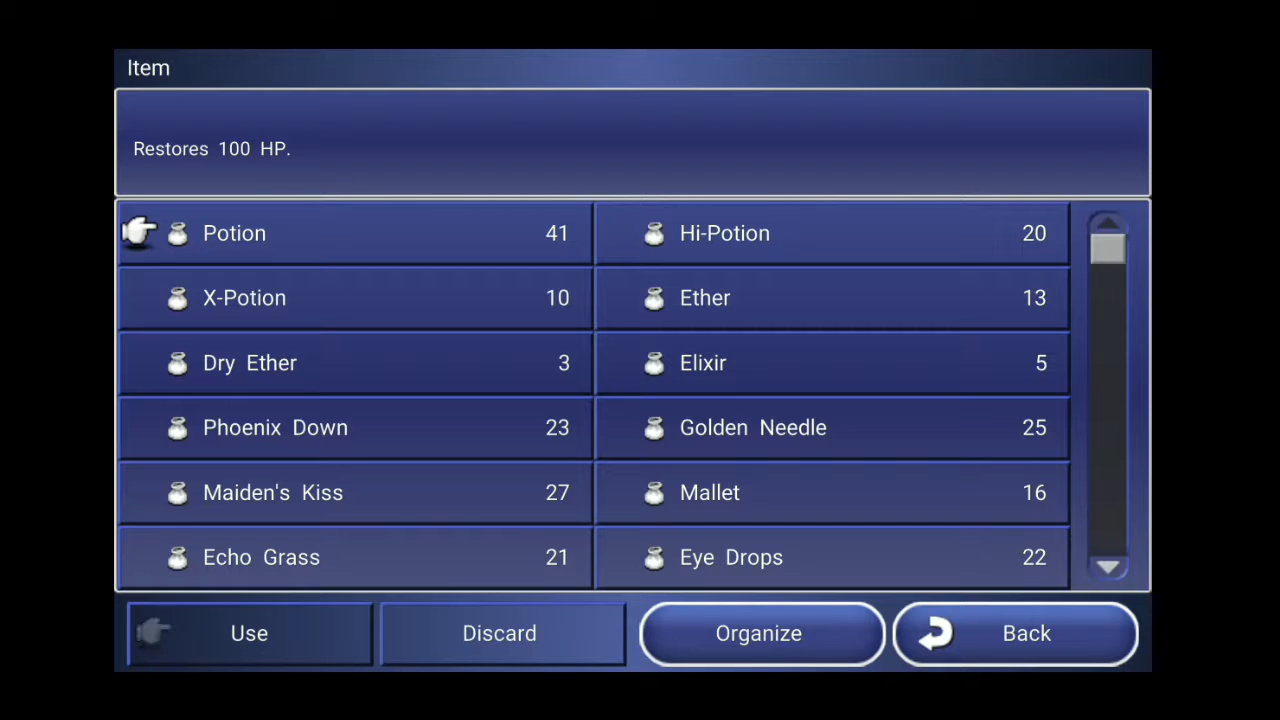 Item
Restores 100 HP.
Potion 41 Hi-Potion 20
X-Potion 10 Ether 13
Dry Ether 3 Elixir 5
Phoenix Down 23 Golden Needle 25
Maiden's Kiss 27 Mallet 16
Echo Grass 21 Eye Drops 22
Use Discard Organize Back